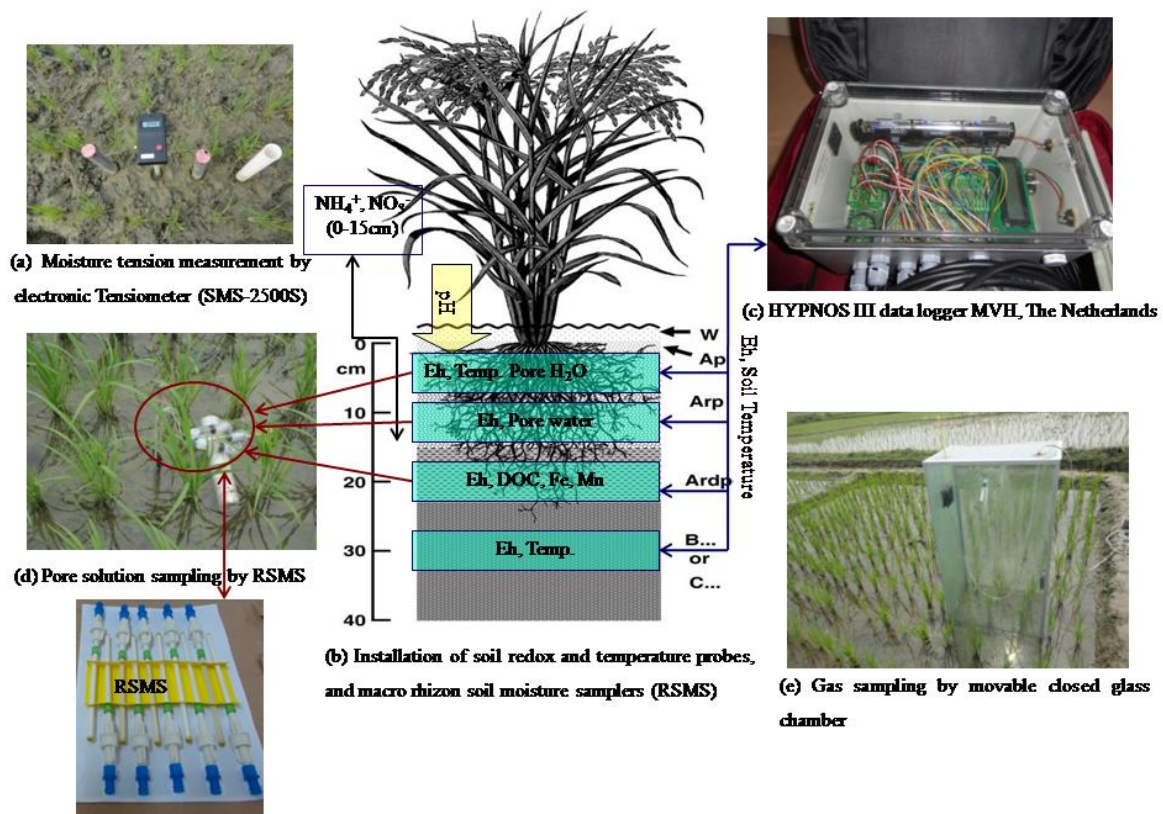 NH₄⁺, NO₃⁻
(0-15cm)
(a) Moisture tension measurement by
electronic Tensiometer (SMS-2500S)
(c) HYPNOS III data logger MVH, The Netherlands
pH
W
Ap
Arp
Ardp
B...
or
C...
0
cm
10
20
30
40
Eh, Temp. Pore H₂O
Eh, Pore water
Eh, DOC, Fe, Mn
Eh, Temp.
Eh, Soil Temperature
(d) Pore solution sampling by RSMS
RSMS
(b) Installation of soil redox and temperature probes,
and macro rhizon soil moisture samplers (RSMS)
(e) Gas sampling by movable closed glass
chamber